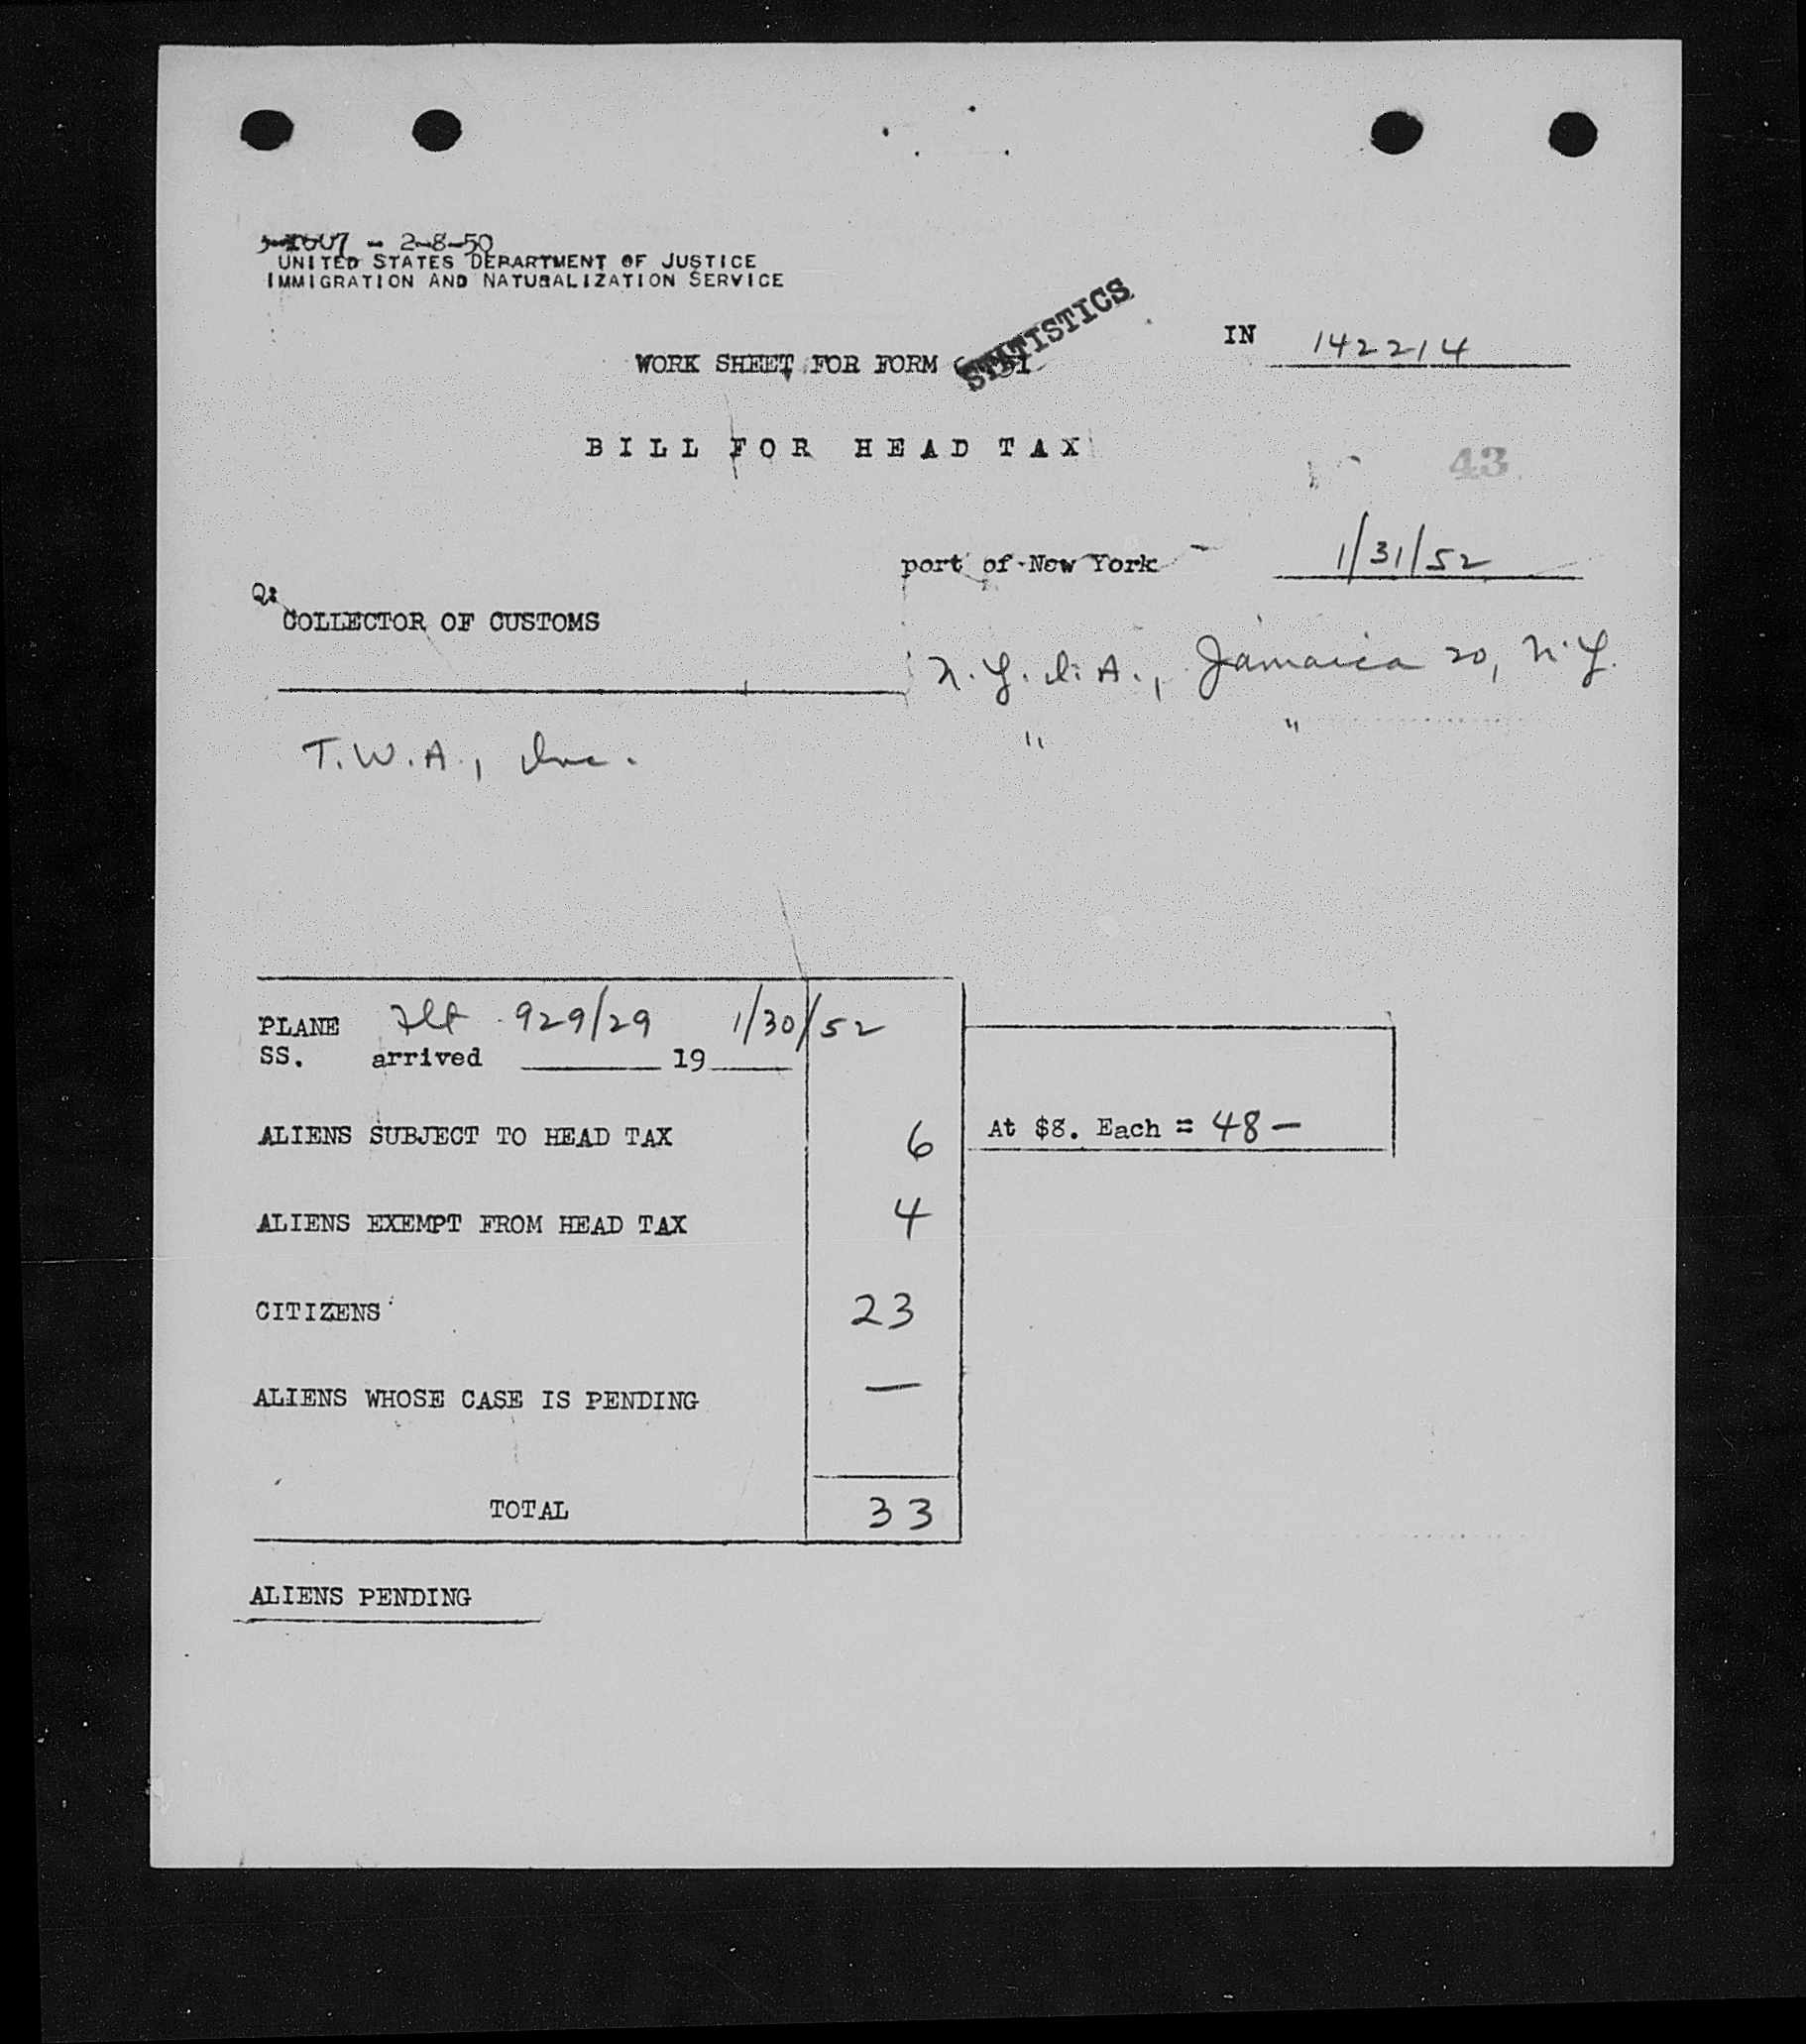 - 2-8-50
UNITED STATES DEPARTMENT OF JUSTICE
IMMIGRATION AND NATURALIZATION SERVICE
STATISTICS
IN 142214
WORK SHEET FOR FORM
BILL FOR HEAD TAX
43
port of New York 1/31/52
COLLECTOR OF CUSTOMS
N.Y.I.A., Jamaica 20, N.Y.
T.W.A., Inc. " "
PLANE Flt 929/29 1/30/52
SS. arrived 19
ALIENS SUBJECT TO HEAD TAX 6 At $8. Each = 48 —
ALIENS EXEMPT FROM HEAD TAX 4
CITIZENS 23
ALIENS WHOSE CASE IS PENDING —
TOTAL 33
ALIENS PENDING